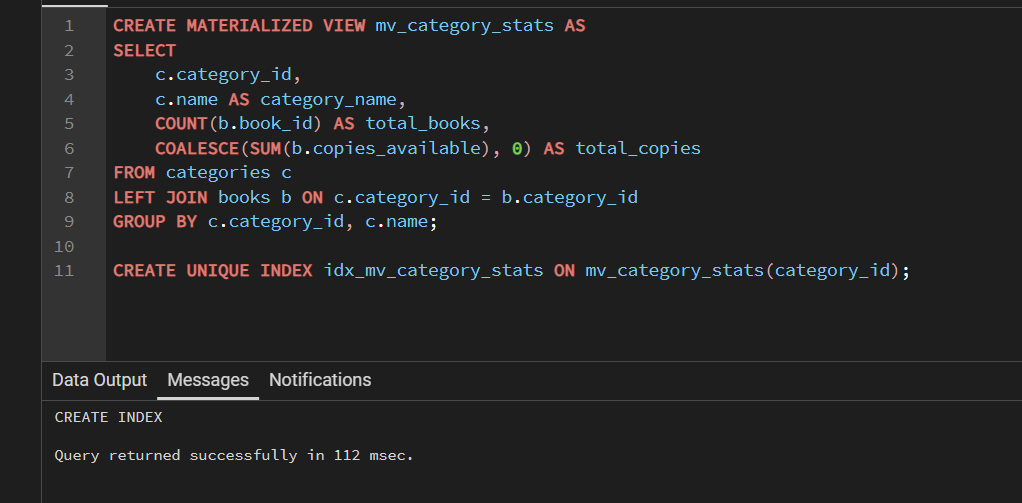 1 CREATE MATERIALIZED VIEW mv_category_stats AS
2 SELECT
3     c.category_id,
4     c.name AS category_name,
5     COUNT(b.book_id) AS total_books,
6     COALESCE(SUM(b.copies_available), 0) AS total_copies
7 FROM categories c
8 LEFT JOIN books b ON c.category_id = b.category_id
9 GROUP BY c.category_id, c.name;
10
11 CREATE UNIQUE INDEX idx_mv_category_stats ON mv_category_stats(category_id);
Data Output Messages Notifications
CREATE INDEX
Query returned successfully in 112 msec.